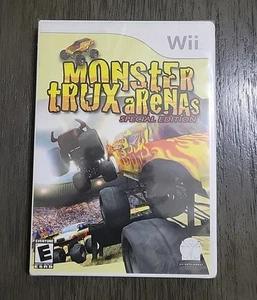 Wii
MONSTER
tRUX aReNAs
SPECIAL EDITION
EVERYONE
E